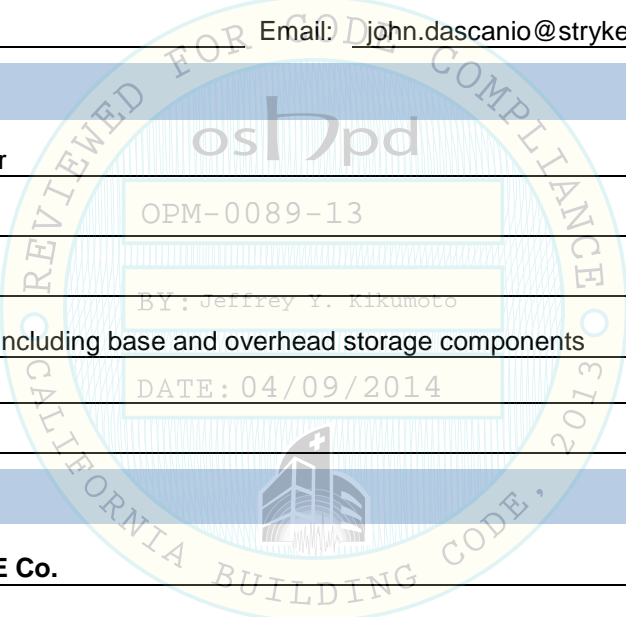 Email: john.dascanio@stryke
REVIEWED FOR CODE COMPLIANCE
oshpd
r
OPM-0089-13
BY: Jeffrey Y. Kikumoto
ncluding base and overhead storage components
DATE: 04/09/2014
CALIFORNIA BUILDING CODE, 2013
E Co.